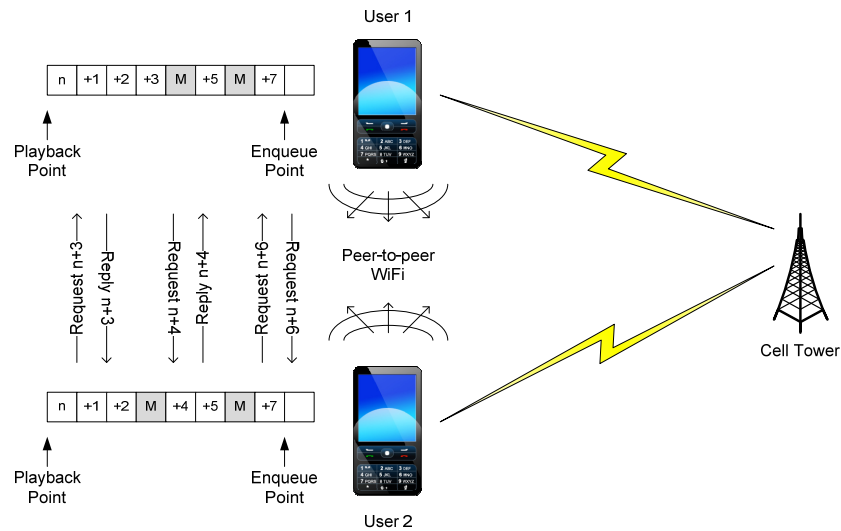 User 1
n +1 +2 +3 M +5 M +7
Playback
Point
Enqueue
Point
Request n+3
Reply n+3
Request n+4
Reply n+4
Request n+6
Request n+6
Peer-to-peer
WiFi
Cell Tower
n +1 +2 M +4 +5 M +7
Playback
Point
Enqueue
Point
User 2